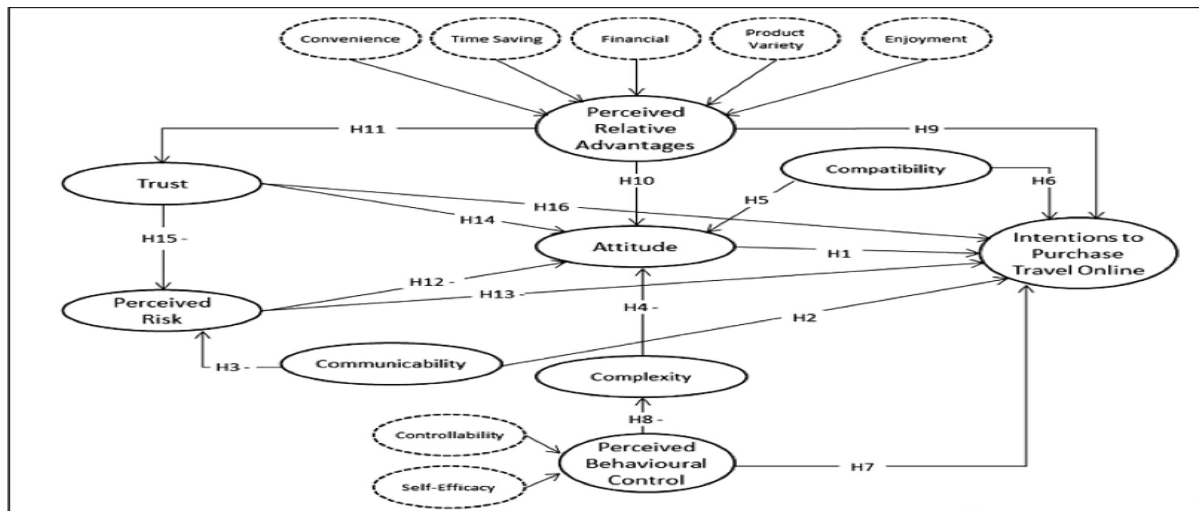 Convenience
Time Saving
Financial
Product
Variety
Enjoyment
Perceived
Relative
Advantages
H11
H9
Compatibility
Trust
H10
H6
H5
H16
H14
H15 -
Attitude
H1
Intentions to
Purchase
Travel Online
H12 -
H13 -
Perceived
Risk
H4 -
H2
H3 -
Communicability
Complexity
H8 -
Controllability
Perceived
Behavioural
Control
H7
Self-Efficacy